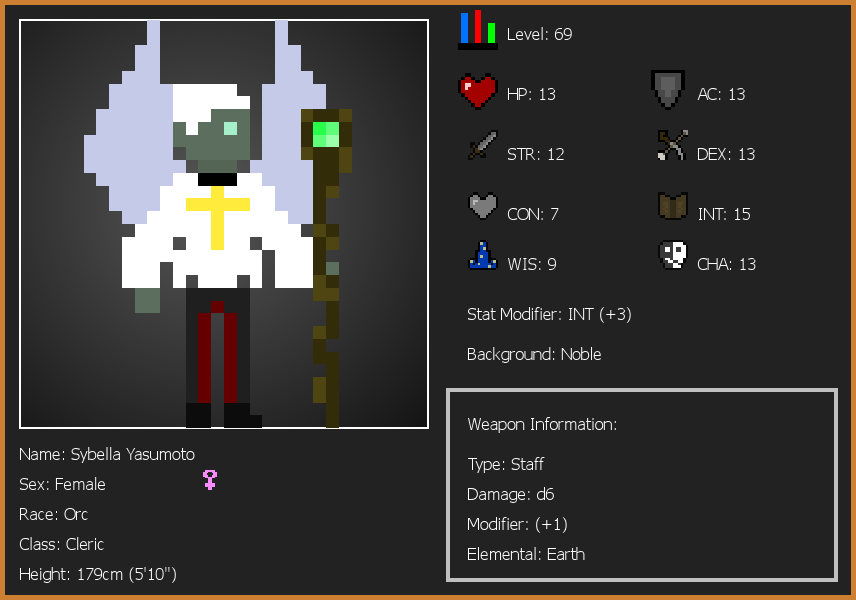 Level: 69
HP: 13
AC: 13
STR: 12
DEX: 13
CON: 7
INT: 15
WIS: 9
CHA: 13
Stat Modifier: INT (+3)
Background: Noble
Weapon Information:
Type: Staff
Damage: d6
Modifier: (+1)
Elemental: Earth
Name: Sybella Yasumoto
Sex: Female
Race: Orc
Class: Cleric
Height: 179cm (5'10")